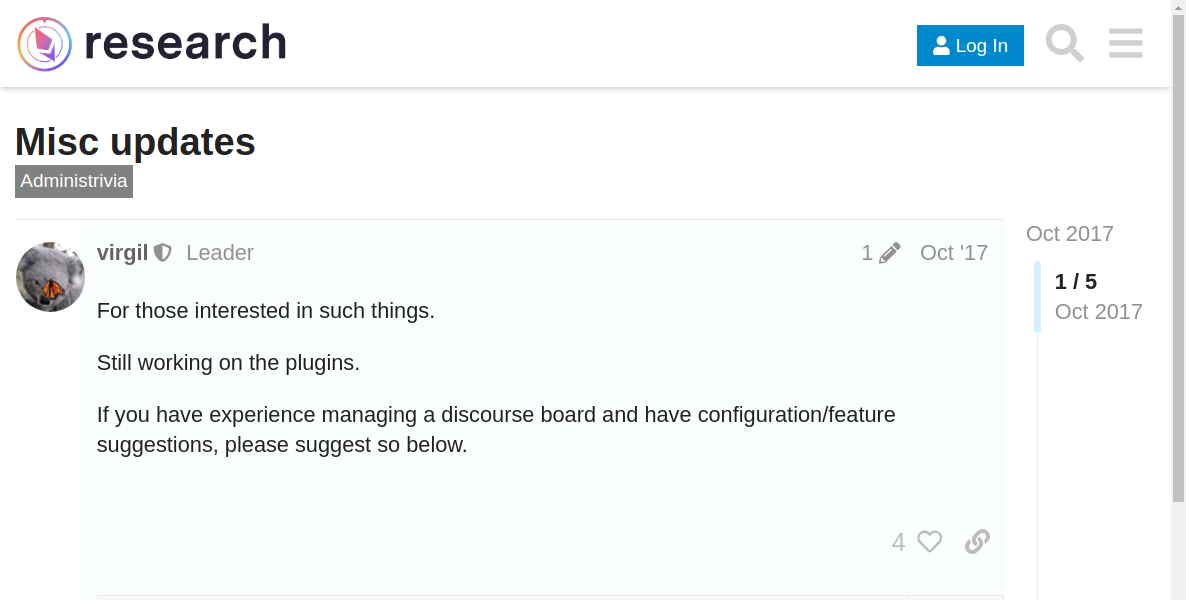 research
Log In
Misc updates
Administrivia
virgil Leader 1 Oct '17
For those interested in such things.
Still working on the plugins.
If you have experience managing a discourse board and have configuration/feature
suggestions, please suggest so below.
4
Oct 2017
1 / 5
Oct 2017